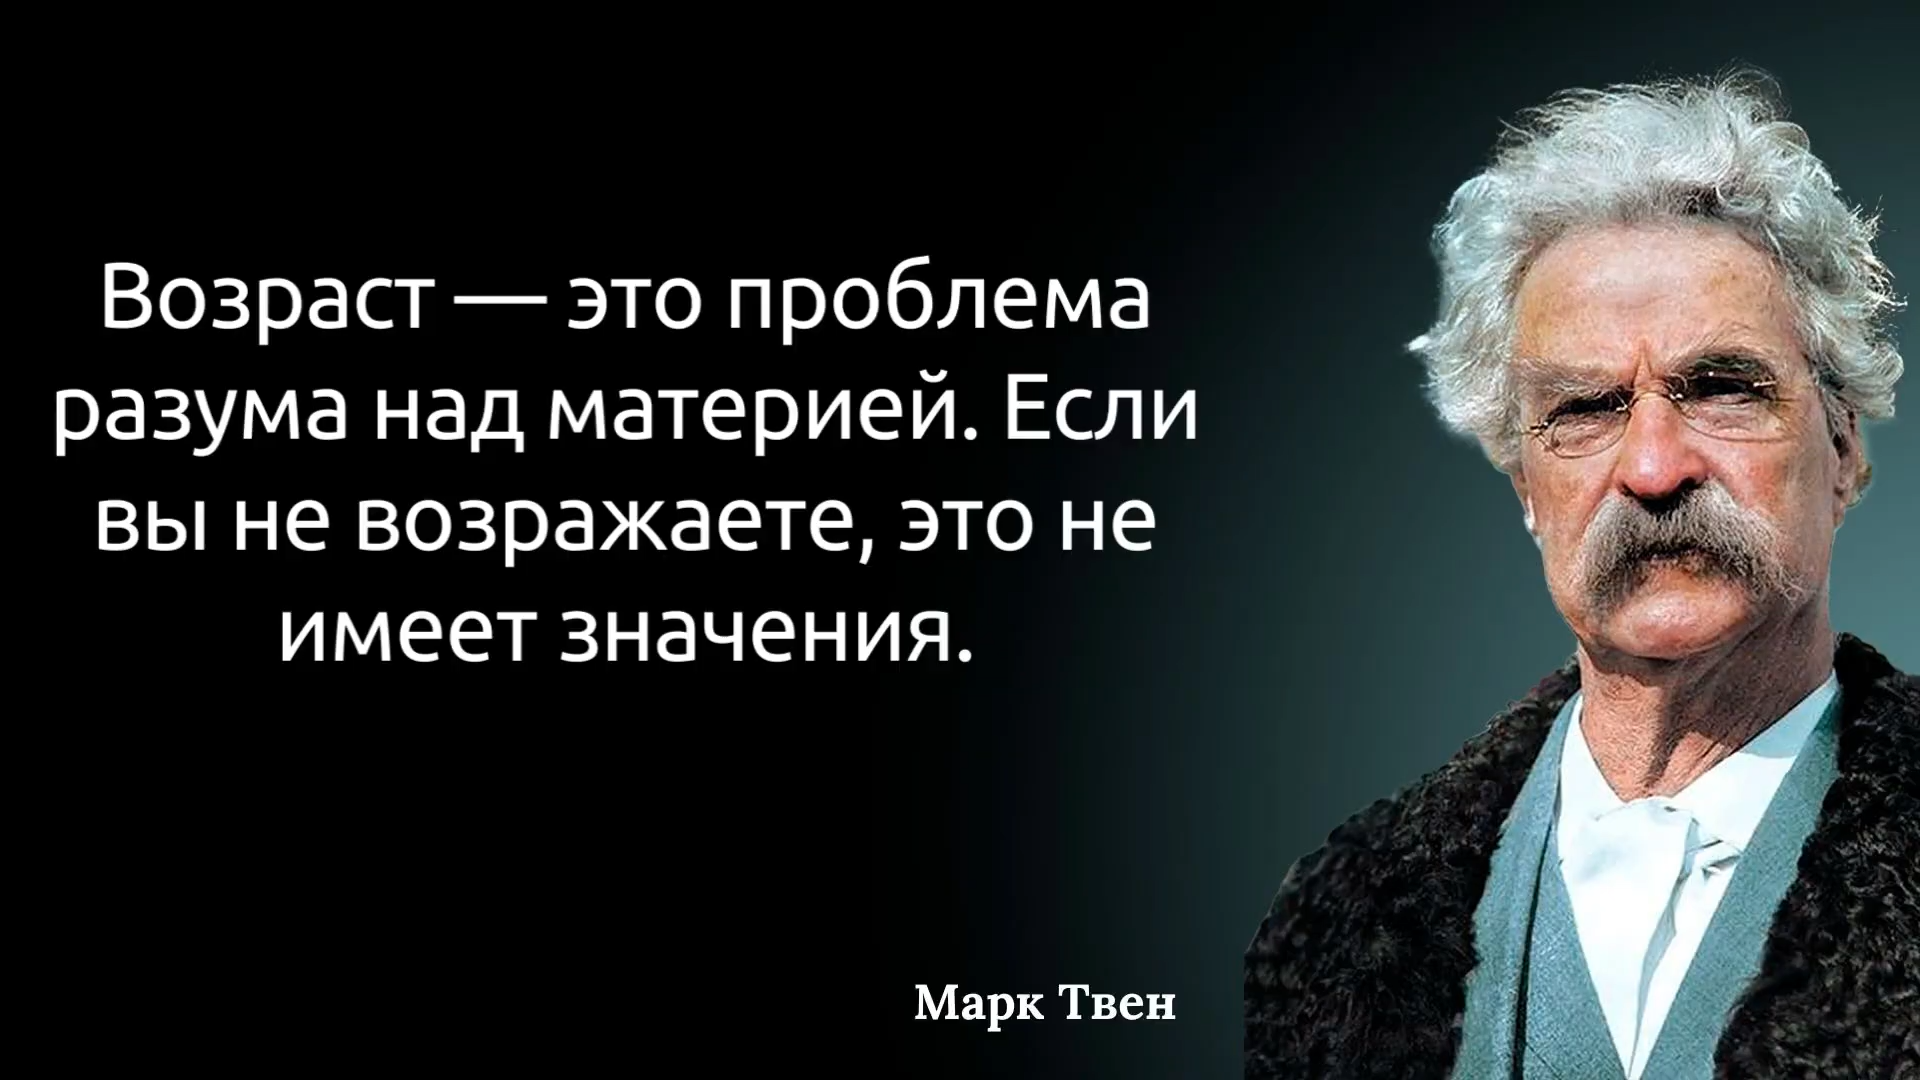 Возраст — это проблема
разума над материей. Если
вы не возражаете, это не
имеет значения.
Марк Твен